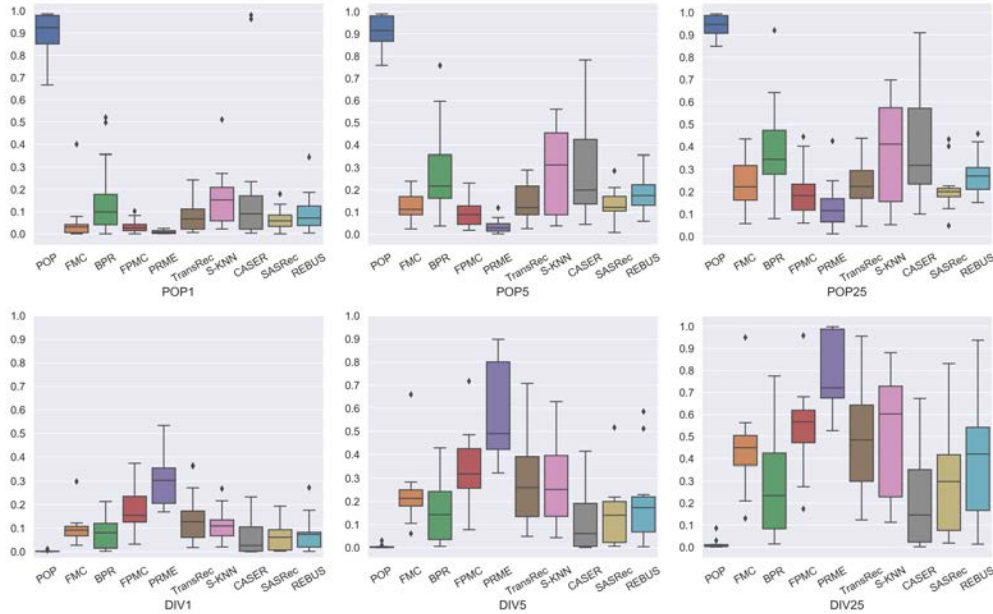 1.0 0.9 0.8 0.7 0.6 0.5 0.4 0.3 0.2 0.1 0.0
POP FMC BPR FPMC PRME TransRec S-KNN CASER SASRec REBUS
POP1
1.0 0.9 0.8 0.7 0.6 0.5 0.4 0.3 0.2 0.1 0.0
POP FMC BPR FPMC PRME TransRec S-KNN CASER SASRec REBUS
POP5
1.0 0.9 0.8 0.7 0.6 0.5 0.4 0.3 0.2 0.1 0.0
POP FMC BPR FPMC PRME TransRec S-KNN CASER SASRec REBUS
POP25
1.0 0.9 0.8 0.7 0.6 0.5 0.4 0.3 0.2 0.1 0.0
POP FMC BPR FPMC PRME TransRec S-KNN CASER SASRec REBUS
DIV1
1.0 0.9 0.8 0.7 0.6 0.5 0.4 0.3 0.2 0.1 0.0
POP FMC BPR FPMC PRME TransRec S-KNN CASER SASRec REBUS
DIV5
1.0 0.9 0.8 0.7 0.6 0.5 0.4 0.3 0.2 0.1 0.0
POP FMC BPR FPMC PRME TransRec S-KNN CASER SASRec REBUS
DIV25